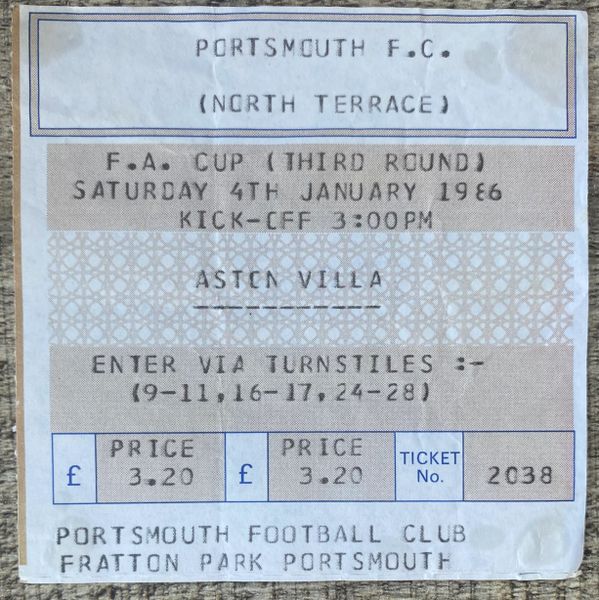 PORTSMOUTH F.C.
(NORTH TERRACE)
F.A. CUP (THIRD ROUND)
SATURDAY 4TH JANUARY 1986
KICK-OFF 3:00PM
ASTON VILLA
-----------
ENTER VIA TURNSTILES :-
(9-11,16-17,24-28)
£ PRICE 3.20 £ PRICE 3.20 TICKET No. 2038
PORTSMOUTH FOOTBALL CLUB
FRATTON PARK PORTSMOUTH